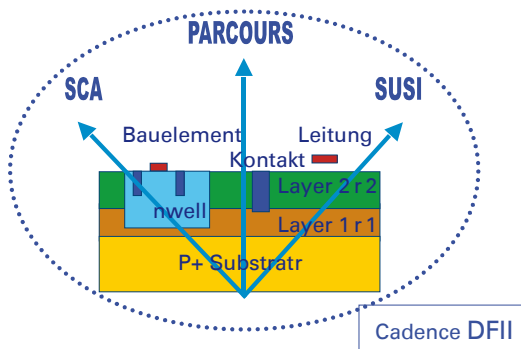 PARCOURS
SCA
SUSI
Bauelement
Leitung
Kontakt
Layer 2 r 2
nwell
Layer 1 r 1
P+ Substratr
Cadence DFII